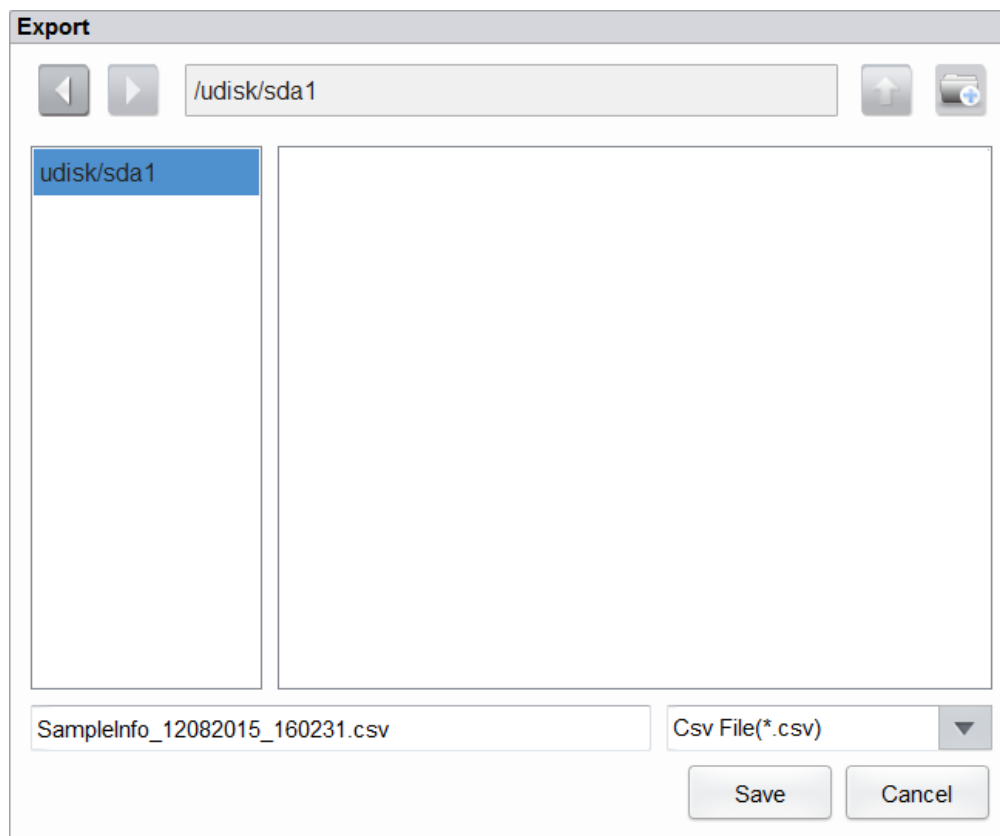 Export
/udisk/sda1
udisk/sda1
SampleInfo_12082015_160231.csv
Csv File(*.csv)
Save
Cancel